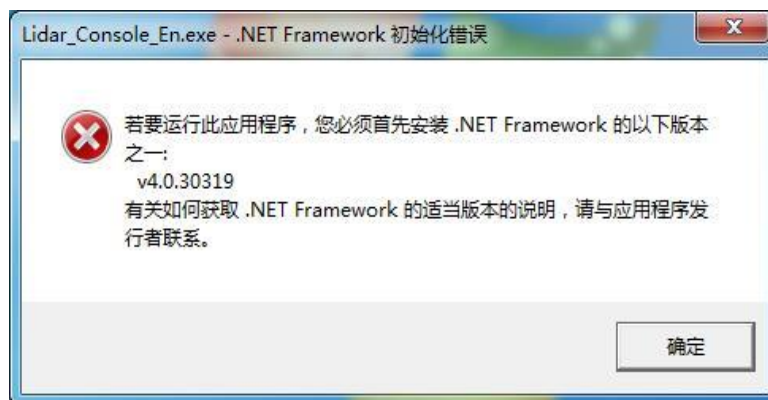 Lidar_Console_En.exe - .NET Framework 初始化错误
若要运行此应用程序，您必须首先安装 .NET Framework 的以下版本
之一:
v4.0.30319
有关如何获取 .NET Framework 的适当版本的说明，请与应用程序发
行者联系。
确定